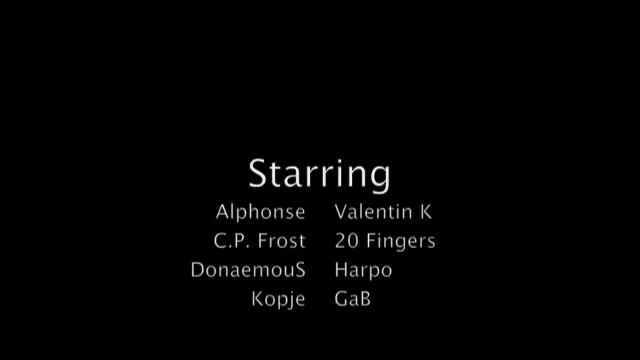 Starring
Alphonse Valentin K
C.P. Frost 20 Fingers
DonaemouS Harpo
Kopje GaB